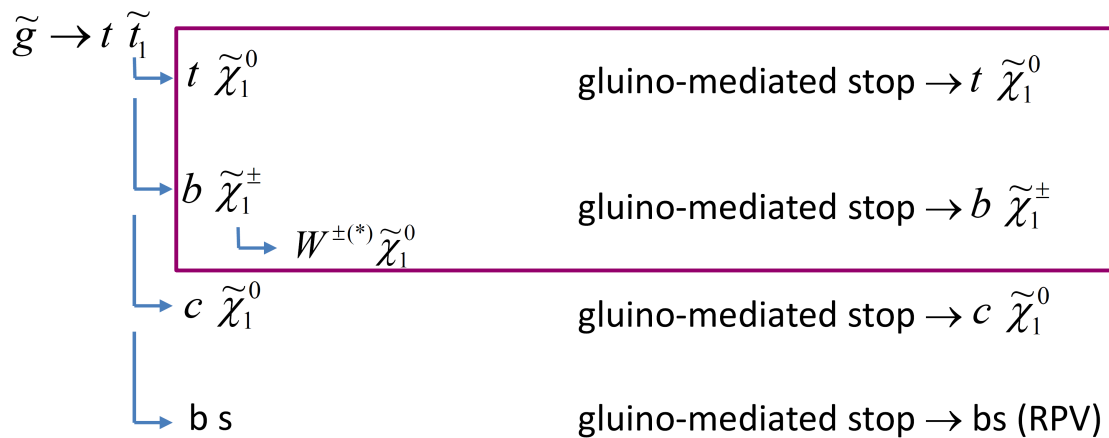 g̃ → t t̃₁
t χ̃₁⁰ gluino-mediated stop → t χ̃₁⁰
b χ̃₁± gluino-mediated stop → b χ̃₁±
W±(*) χ̃₁⁰
c χ̃₁⁰ gluino-mediated stop → c χ̃₁⁰
b s gluino-mediated stop → bs (RPV)